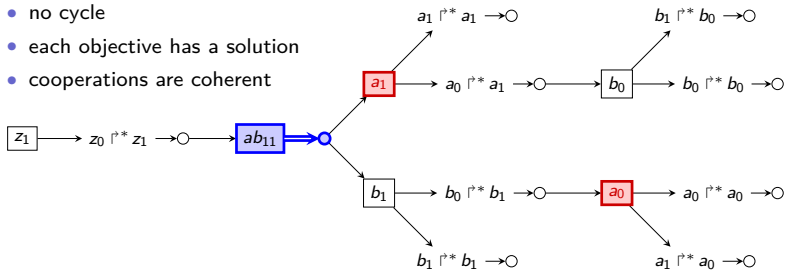 • no cycle
• each objective has a solution
• cooperations are coherent
a₁ ↱* a₁
b₁ ↱* b₀
a₁
a₀ ↱* a₁
b₀
b₀ ↱* b₀
z₁
z₀ ↱* z₁
ab₁₁
b₁
b₀ ↱* b₁
a₀
a₀ ↱* a₀
b₁ ↱* b₁
a₁ ↱* a₀